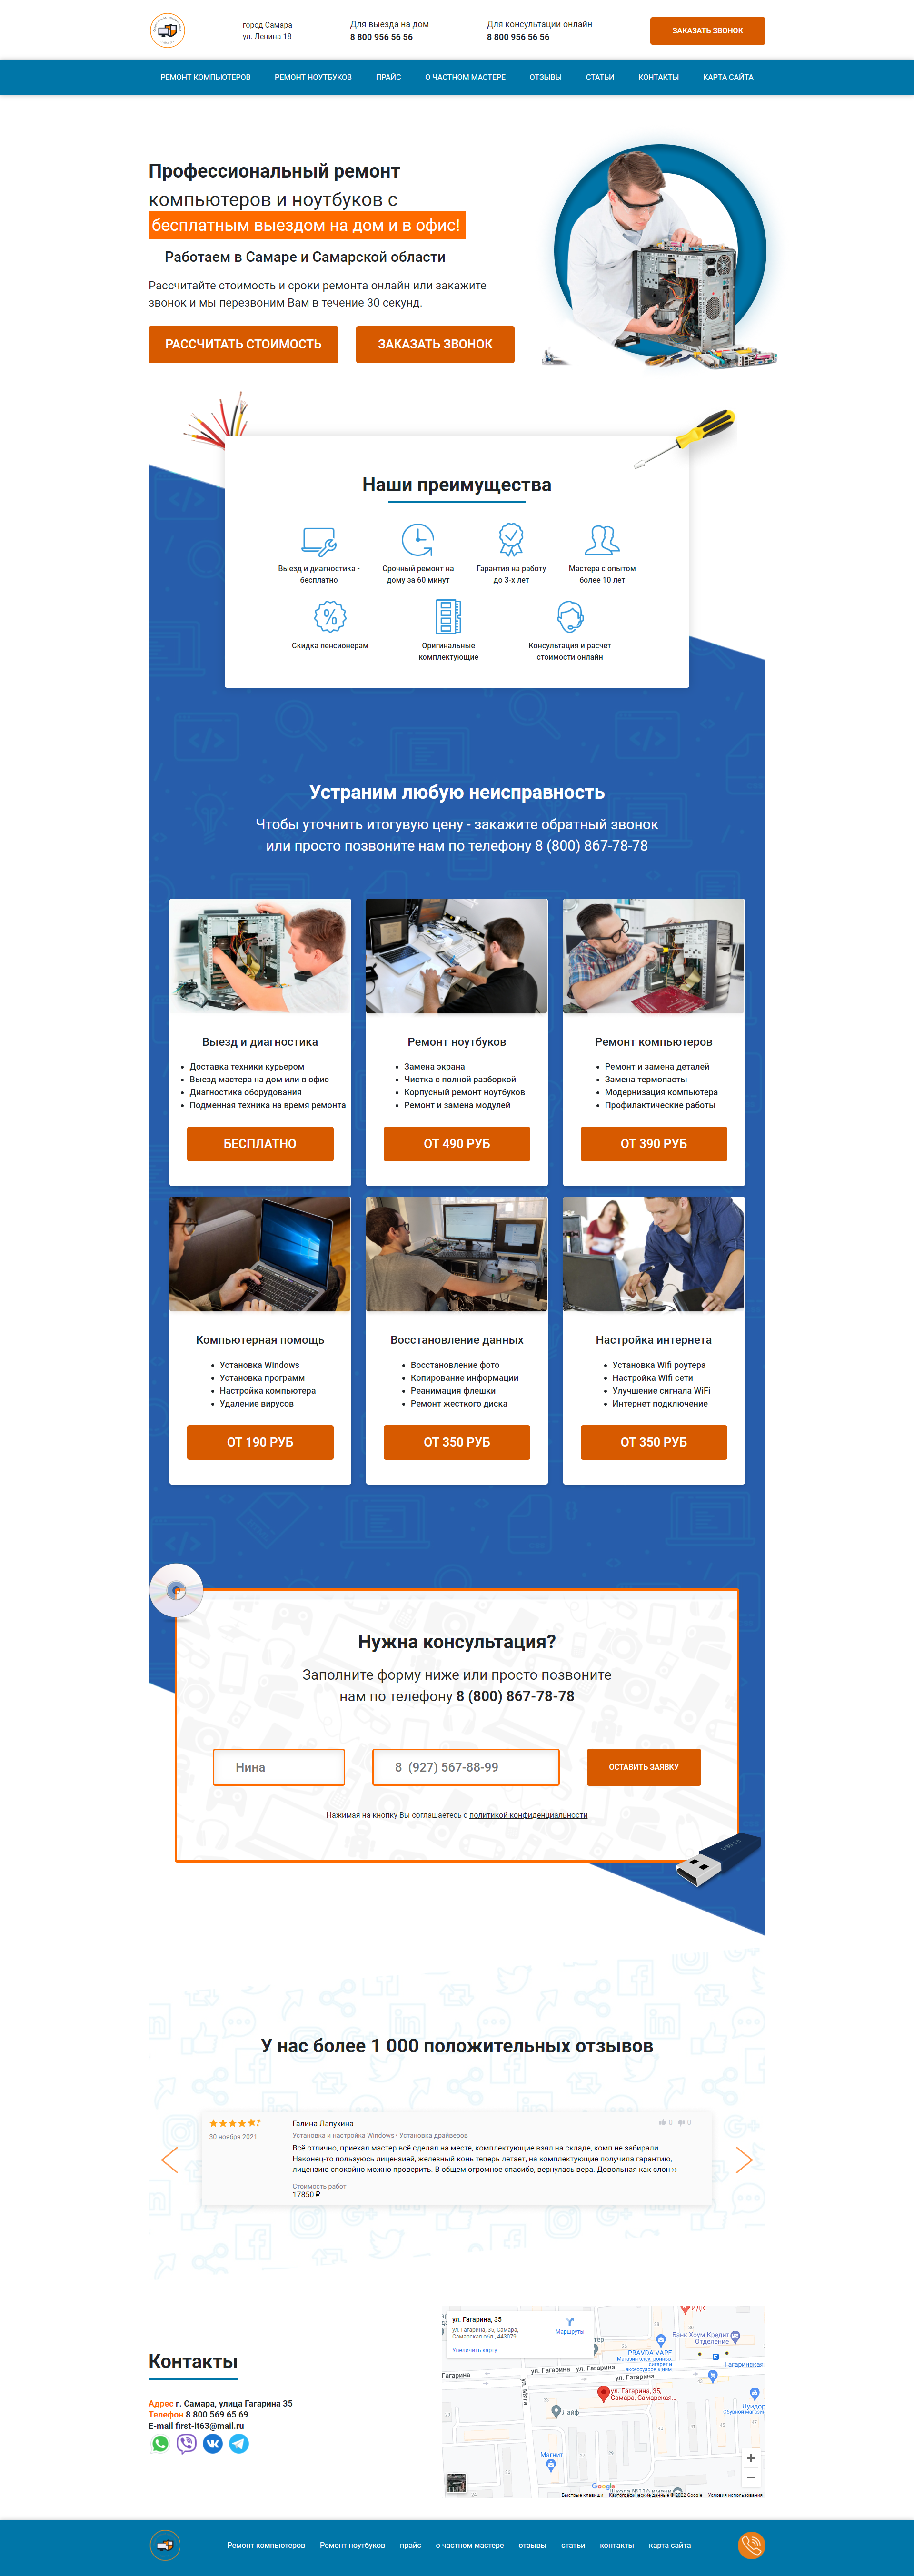 город Самара
ул. Ленина 18
Для выезда на дом
8 800 956 56 56
Для консультации онлайн
8 800 956 56 56
ЗАКАЗАТЬ ЗВОНОК
РЕМОНТ КОМПЬЮТЕРОВ РЕМОНТ НОУТБУКОВ ПРАЙС О ЧАСТНОМ МАСТЕРЕ ОТЗЫВЫ СТАТЬИ КОНТАКТЫ КАРТА САЙТА
Профессиональный ремонт
компьютеров и ноутбуков с
бесплатным выездом на дом и в офис!
— Работаем в Самаре и Самарской области
Рассчитайте стоимость и сроки ремонта онлайн или закажите
звонок и мы перезвоним Вам в течение 30 секунд.
РАССЧИТАТЬ СТОИМОСТЬ ЗАКАЗАТЬ ЗВОНОК
Наши преимущества
Выезд и диагностика -
бесплатно
Срочный ремонт на
дому за 60 минут
Гарантия на работу
до 3-х лет
Мастера с опытом
более 10 лет
Скидка пенсионерам
Оригинальные
комплектующие
Консультация и расчет
стоимости онлайн
Устраним любую неисправность
Чтобы уточнить итогувую цену - закажите обратный звонок
или просто позвоните нам по телефону 8 (800) 867-78-78
Выезд и диагностика
• Доставка техники курьером
• Выезд мастера на дом или в офис
• Диагностика оборудования
• Подменная техника на время ремонта
БЕСПЛАТНО
Ремонт ноутбуков
• Замена экрана
• Чистка с полной разборкой
• Корпусный ремонт ноутбуков
• Ремонт и замена модулей
ОТ 490 РУБ
Ремонт компьютеров
• Ремонт и замена деталей
• Замена термопасты
• Модернизация компьютера
• Профилактические работы
ОТ 390 РУБ
Компьютерная помощь
• Установка Windows
• Установка программ
• Настройка компьютера
• Удаление вирусов
ОТ 190 РУБ
Восстановление данных
• Восстановление фото
• Копирование информации
• Реанимация флешки
• Ремонт жесткого диска
ОТ 350 РУБ
Настройка интернета
• Установка Wifi роутера
• Настройка Wifi сети
• Улучшение сигнала WiFi
• Интернет подключение
ОТ 350 РУБ
Нужна консультация?
Заполните форму ниже или просто позвоните
нам по телефону 8 (800) 867-78-78
Нина
8 (927) 567-88-99
ОСТАВИТЬ ЗАЯВКУ
Нажимая на кнопку Вы соглашаетесь с политикой конфиденциальности
У нас более 1 000 положительных отзывов
30 ноября 2021
Галина Лапухина
0 0
Установка и настройка Windows • Установка драйверов
Всё отлично, приехал мастер всё сделал на месте, комплектующие взял на складе, комп не забирали.
Наконец-то пользуюсь лицензией, железный конь теперь летает, на комплектующие получила гарантию,
лицензию спокойно можно проверить. В общем огромное спасибо, вернулась вера. Довольная как слон☺
Стоимость работ
17850 ₽
Контакты
Адрес г. Самара, улица Гагарина 35
Телефон 8 800 569 65 69
E-mail first-it63@mail.ru
ул. Гагарина, 35
ул. Гагарина, 35, Самара,
Самарская обл., 443079
Увеличить карту
Маршруты
Банк Хоум Кредит
Отделение
PRAVDA VAPE
Магазин электронных
сигарет и
аксессуаров к ним
Гагарина
ул. Гагарина
ул. Гагарина
Гагаринская
ул. Гагарина, 35,
Самара, Самарская...
Лайф
Магнит
Google
Быстрые клавиши Картографические данные © 2022 Google Условия использования
Ремонт компьютеров Ремонт ноутбуков прайс о частном мастере отзывы статьи контакты карта сайта